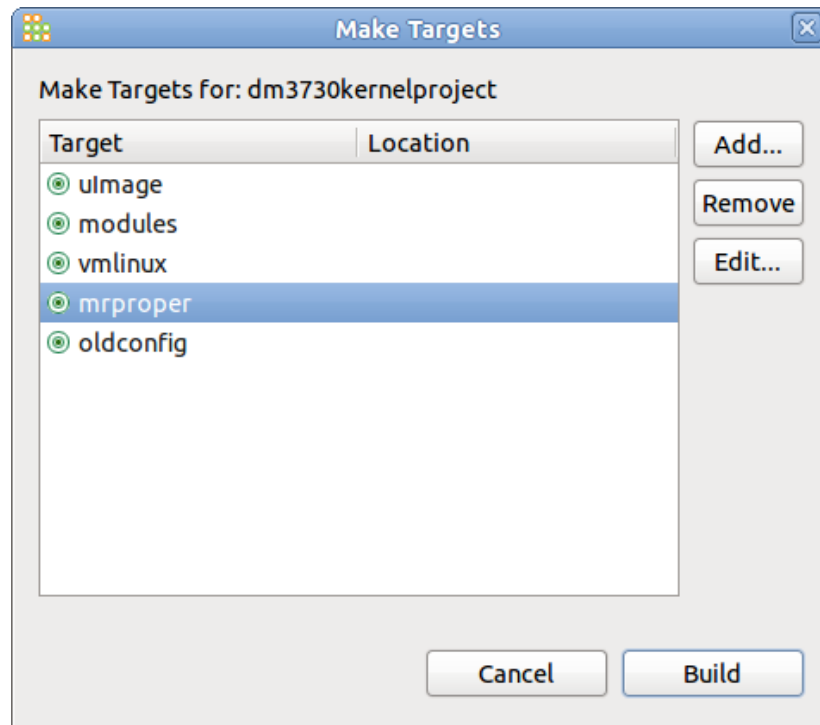 Make Targets
Make Targets for: dm3730kernelproject
Target Location
uImage
modules
vmlinux
mrproper
oldconfig
Add...
Remove
Edit...
Cancel Build